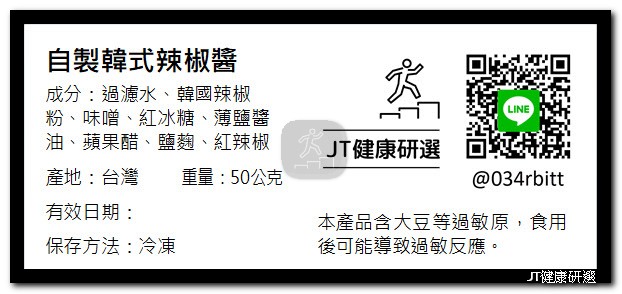 自製韓式辣椒醬
成分：過濾水、韓國辣椒
粉、味噌、紅冰糖、薄鹽醬
油、蘋果醋、鹽麴、紅辣椒
產地：台灣 重量：50公克
有效日期：
保存方法：冷凍
JT健康研選
LINE
@034rbitt
本產品含大豆等過敏原，食用
後可能導致過敏反應。
JT健康研選